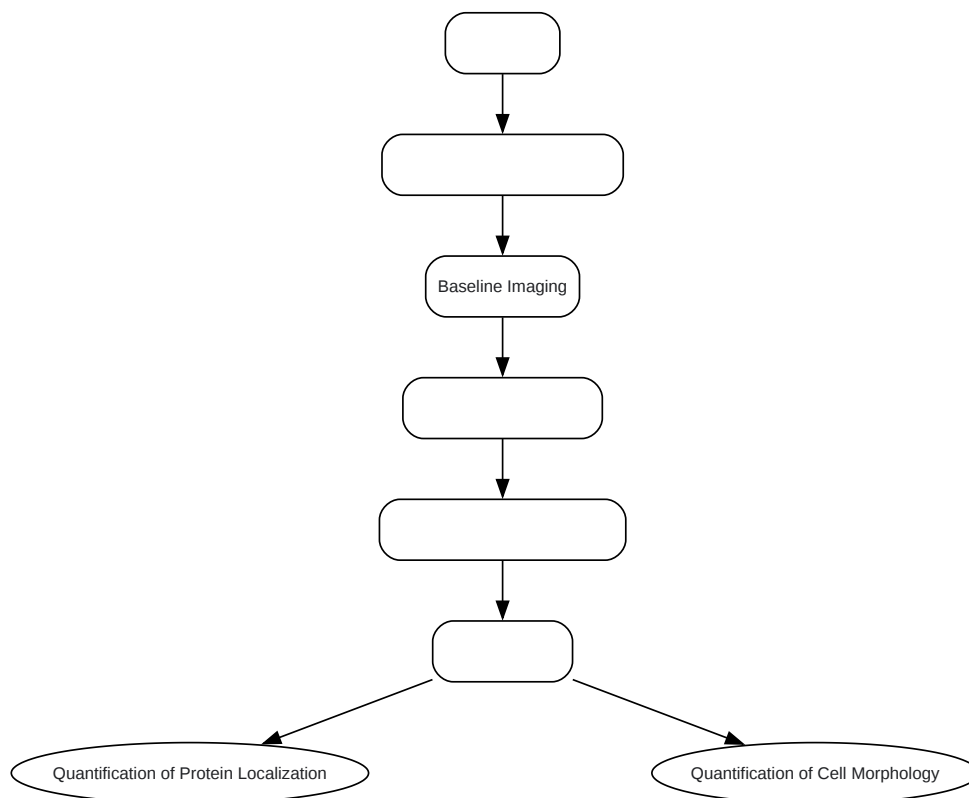 Baseline Imaging
Quantification of Protein Localization
Quantification of Cell Morphology